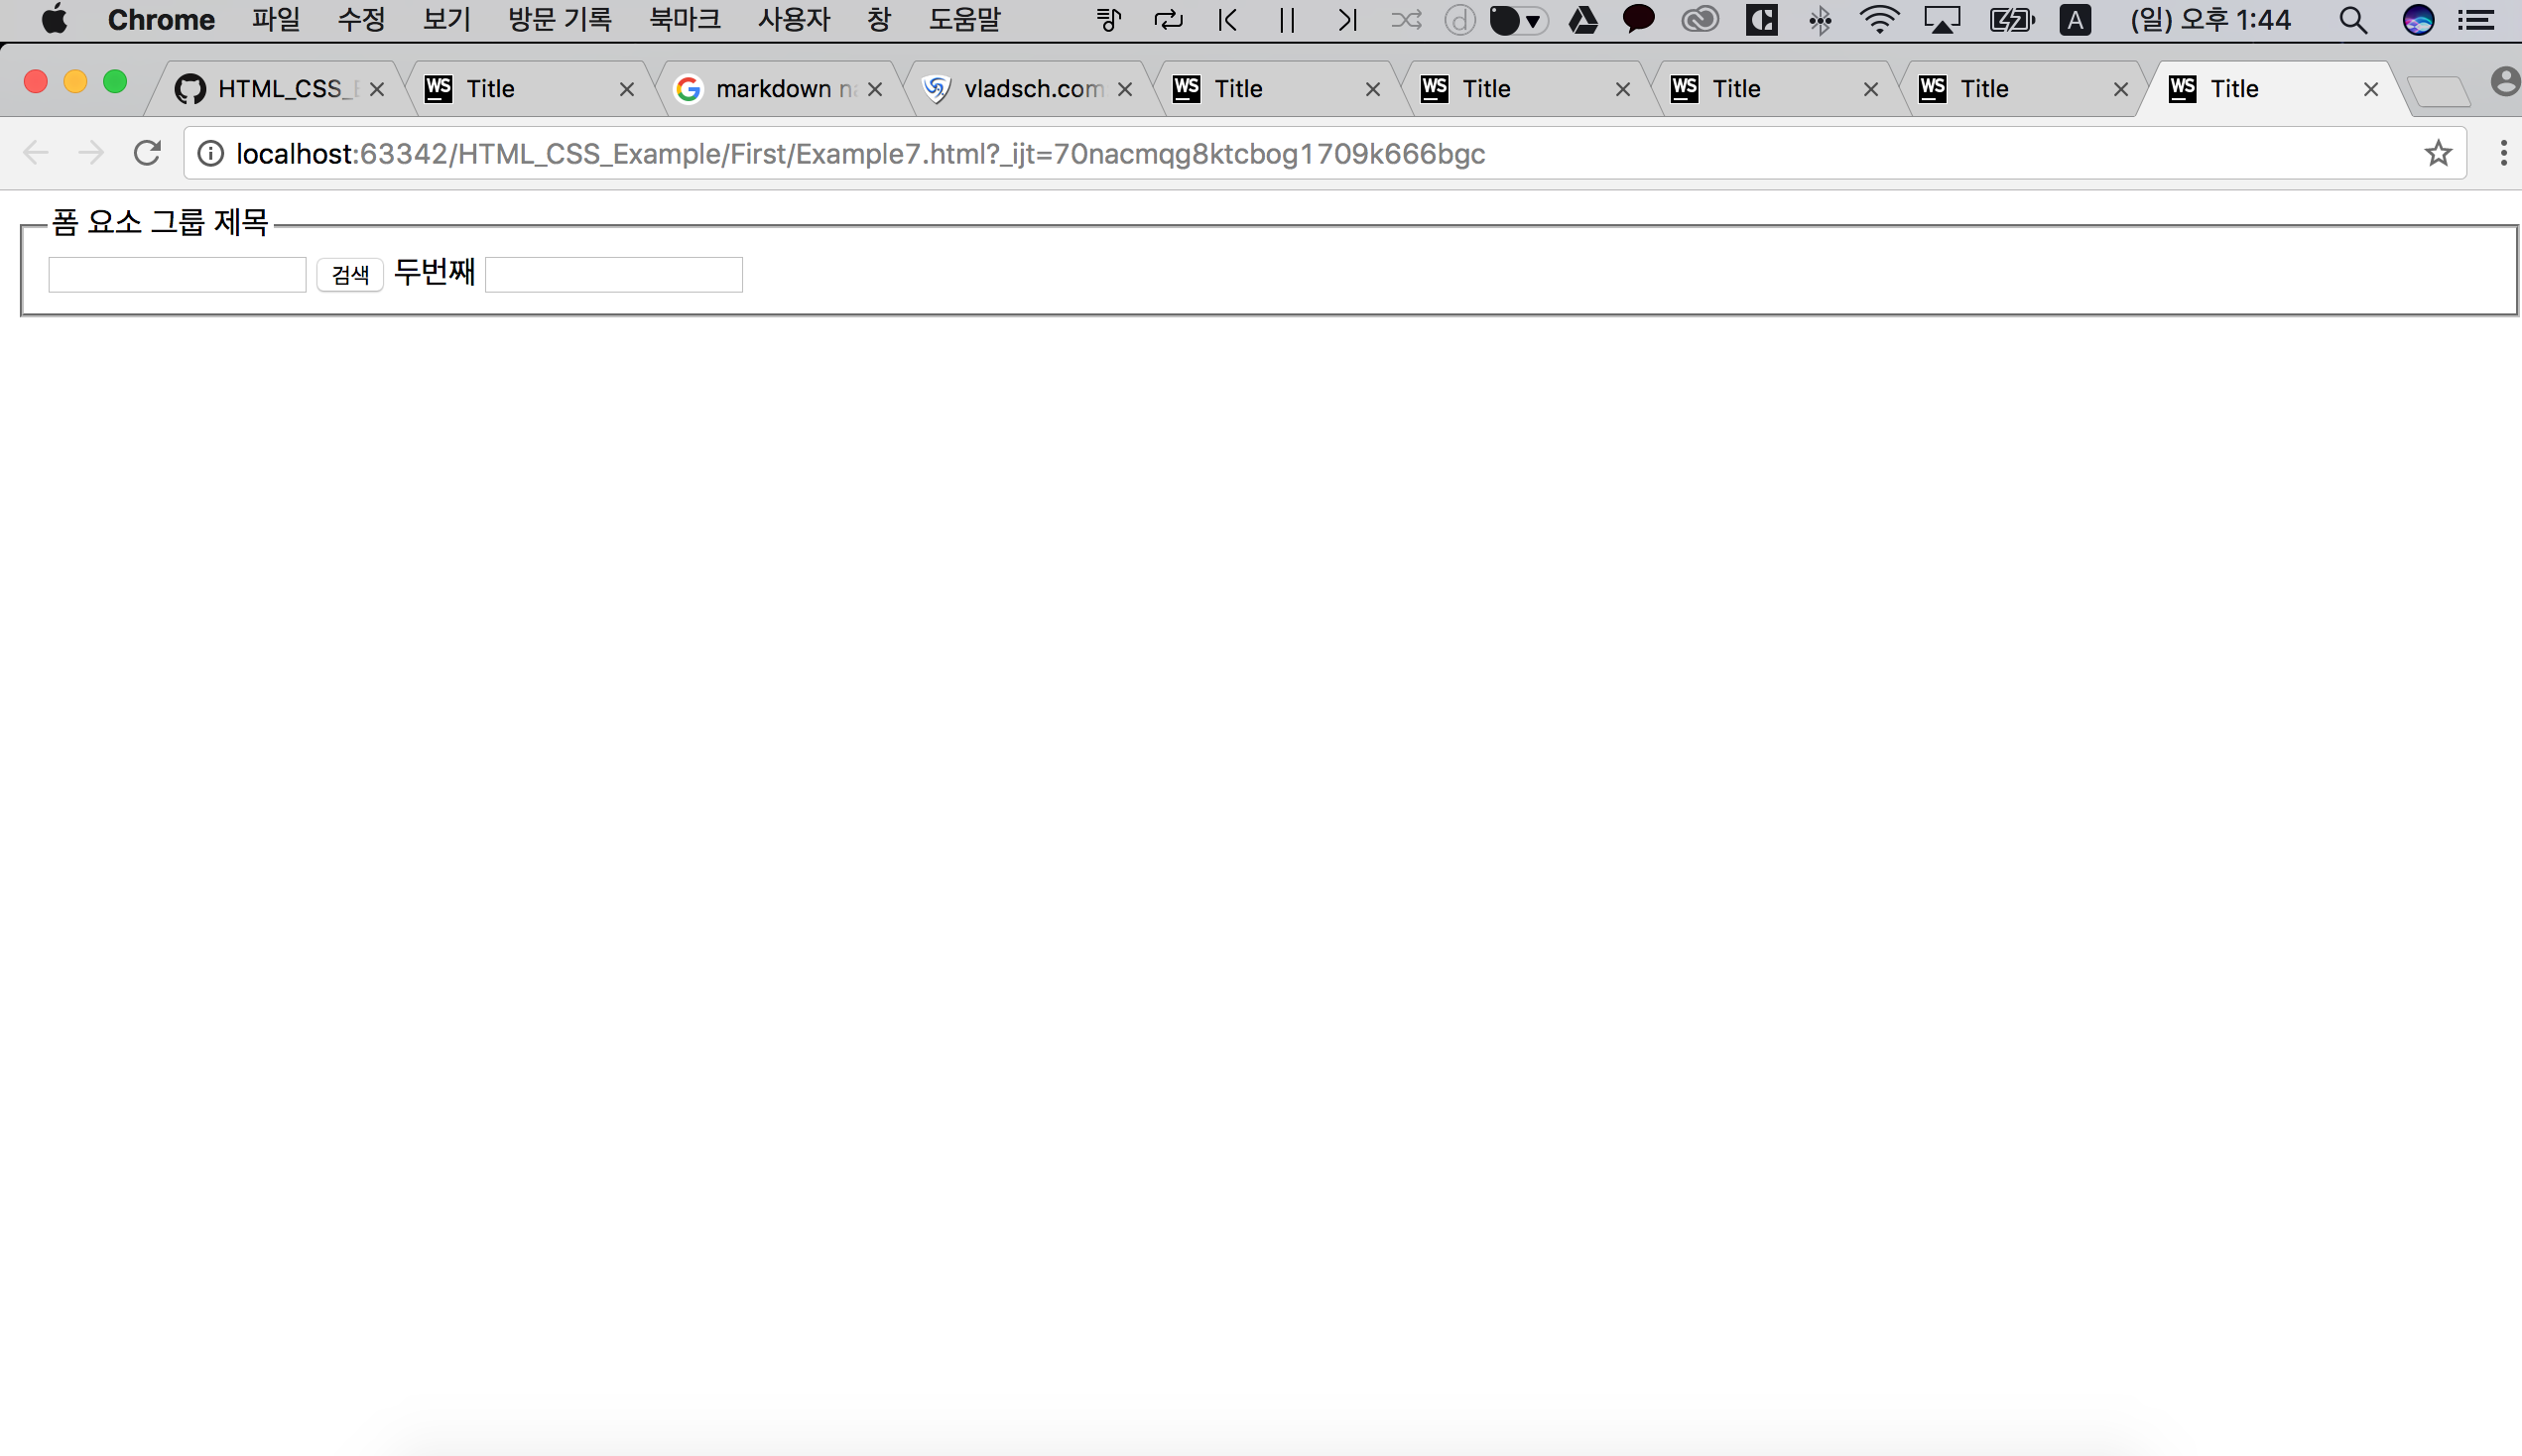 Chrome 파일 수정 보기 방문 기록 북마크 사용자 창 도움말 (일) 오후 1:44
HTML_CSS_E Title markdown na vladsch.com Title Title Title Title Title
localhost:63342/HTML_CSS_Example/First/Example7.html?_ijt=70nacmqg8ktcbog1709k666bgc
폼 요소 그룹 제목
검색 두번째